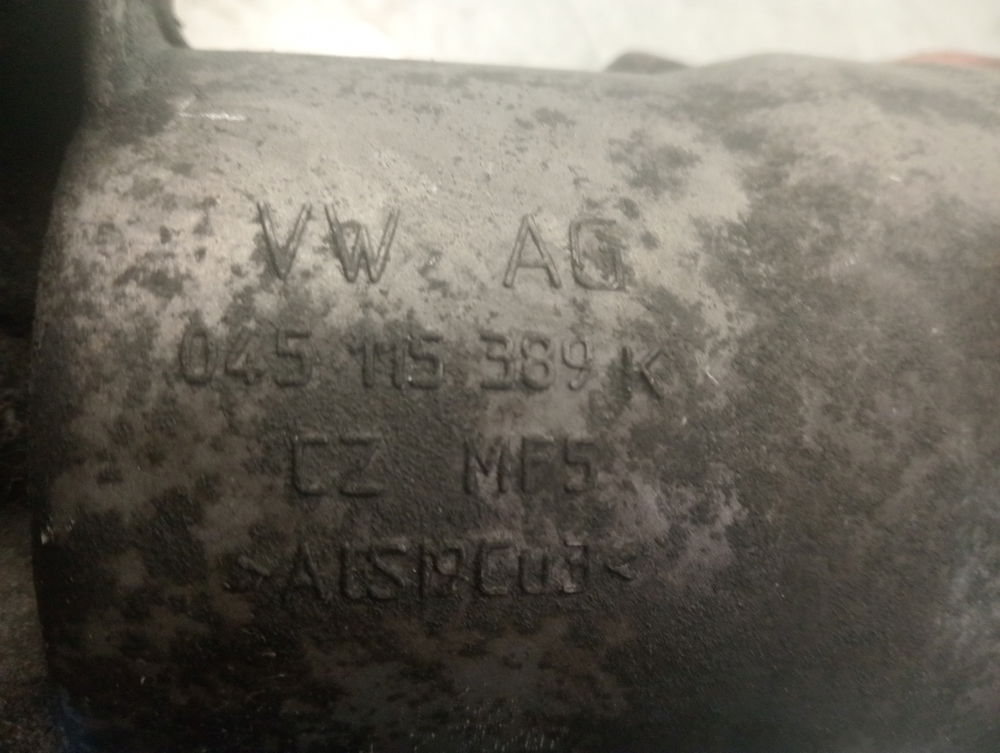 VW AG
045 115 389 K
CZ MF5
>AlSi9Cu3<